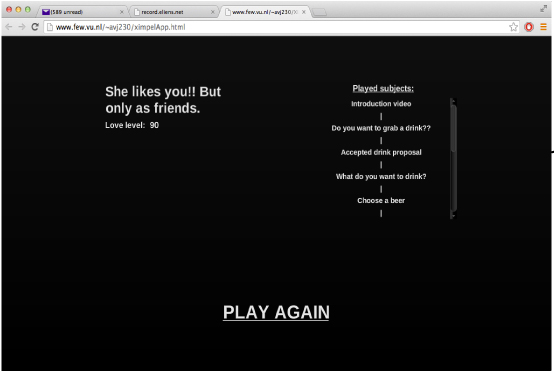 (589 unread)
record.eliens.net
www.few.vu.nl/~avj230/xi
www.few.vu.nl/~avj230/ximpelApp.html
She likes you!! But
only as friends.
Love level: 90
Played subjects:
Introduction video
|
Do you want to grab a drink??
|
Accepted drink proposal
|
What do you want to drink?
|
Choose a beer
|
PLAY AGAIN